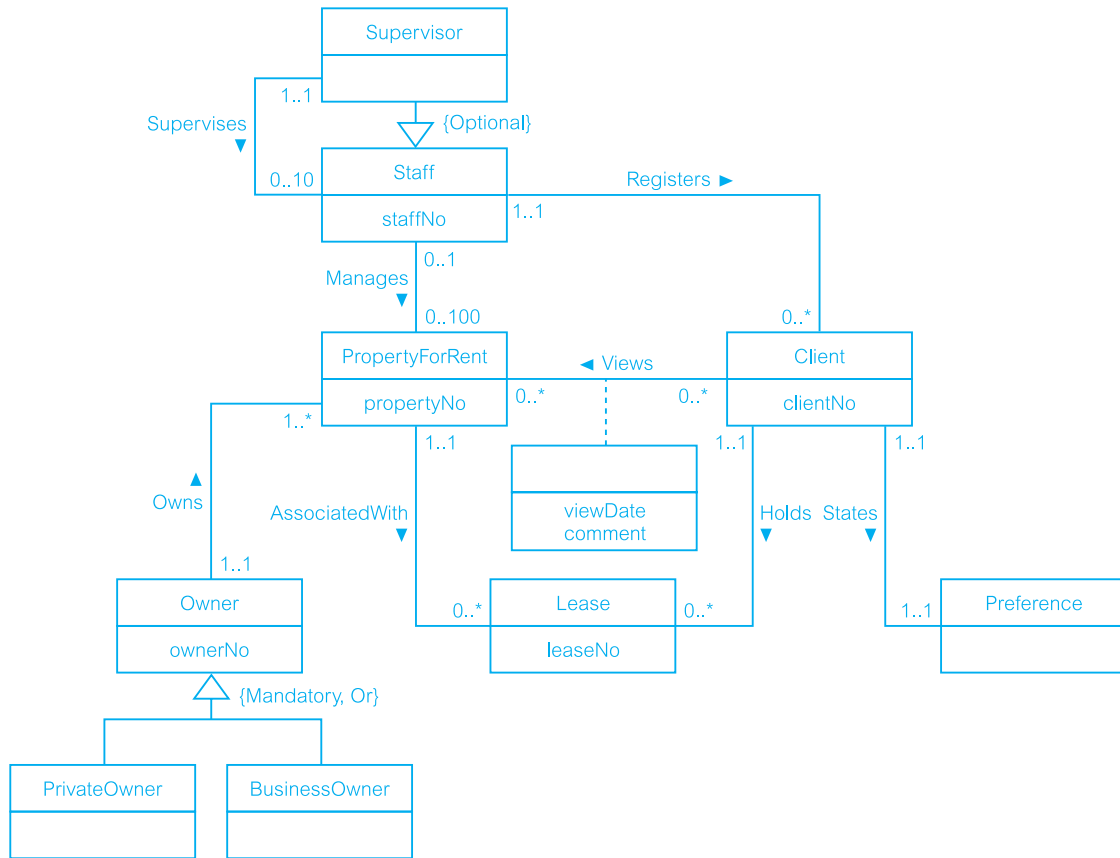 Supervisor
1..1
Supervises ▼
{Optional}
0..10
Staff
staffNo
Registers ►
1..1
0..1
Manages ▼
0..100
0..*
PropertyForRent
propertyNo
◄ Views
Client
clientNo
0..*
0..*
1..*
1..1
1..1
1..1
viewDate
comment
▲
Owns
AssociatedWith ▼
Holds ▼
States ▼
1..1
Owner
ownerNo
0..*
Lease
leaseNo
0..*
1..1
Preference
{Mandatory, Or}
PrivateOwner
BusinessOwner